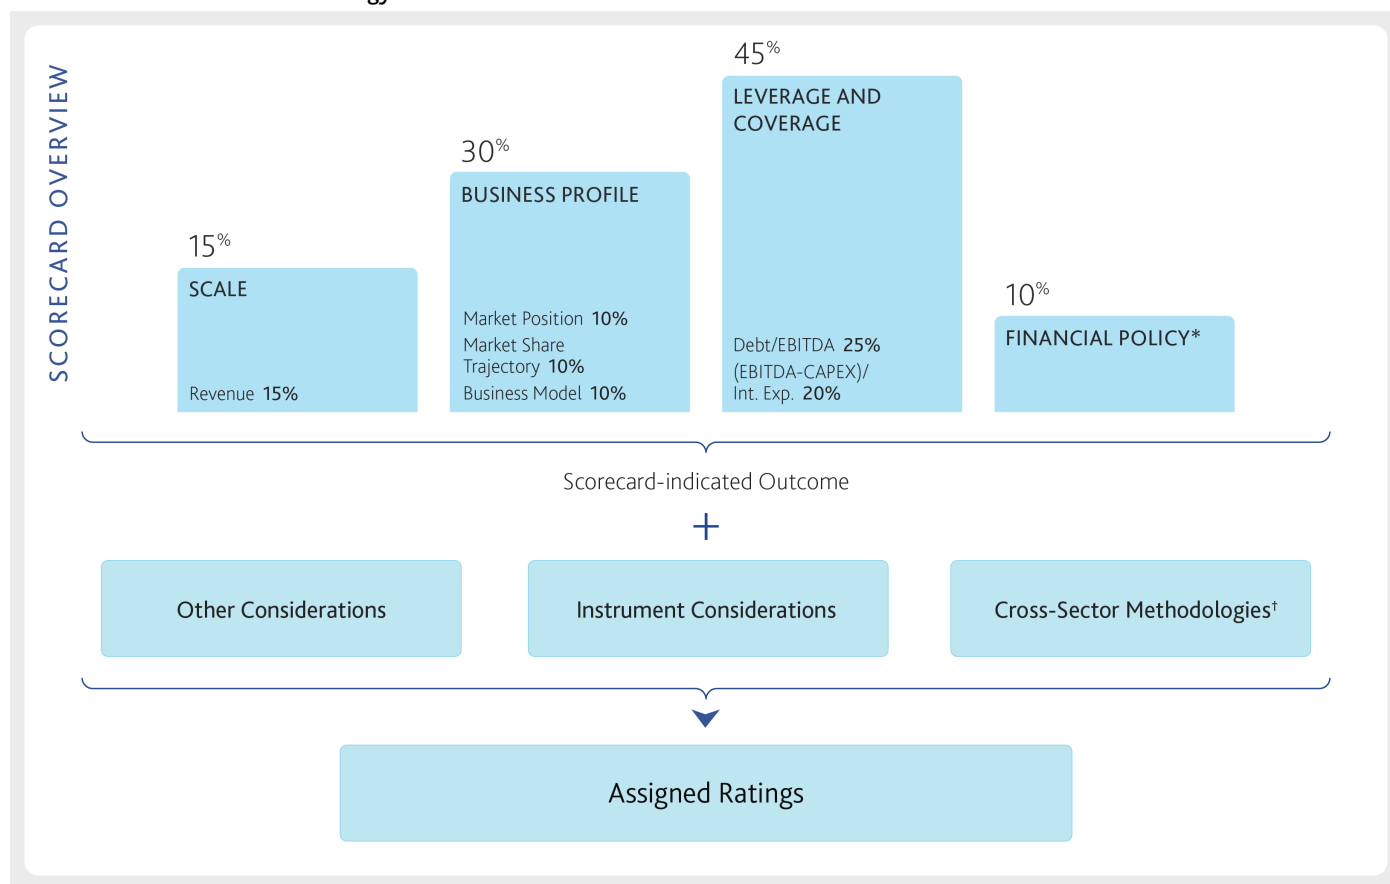 SCORECARD OVERVIEW
15%
SCALE
Revenue 15%
30%
BUSINESS PROFILE
Market Position 10%
Market Share
Trajectory 10%
Business Model 10%
45%
LEVERAGE AND
COVERAGE
Debt/EBITDA 25%
(EBITDA-CAPEX)/
Int. Exp. 20%
10%
FINANCIAL POLICY*
Scorecard-indicated Outcome
+
Other Considerations
Instrument Considerations
Cross-Sector Methodologies†
Assigned Ratings